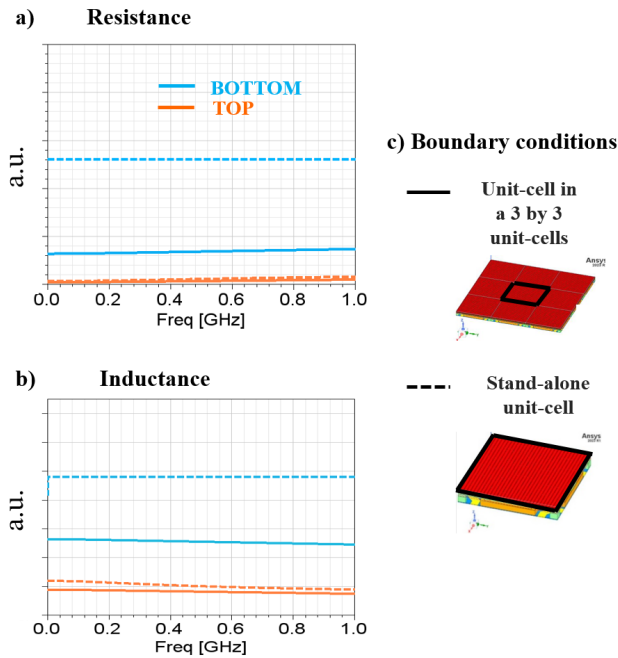 a) Resistance
BOTTOM
TOP
a.u.
0.0 0.2 0.4 0.6 0.8 1.0
Freq [GHz]
b) Inductance
a.u.
0.0 0.2 0.4 0.6 0.8 1.0
Freq [GHz]
c) Boundary conditions
Unit-cell in
a 3 by 3
unit-cells
Ansys
Stand-alone
unit-cell
Ansys